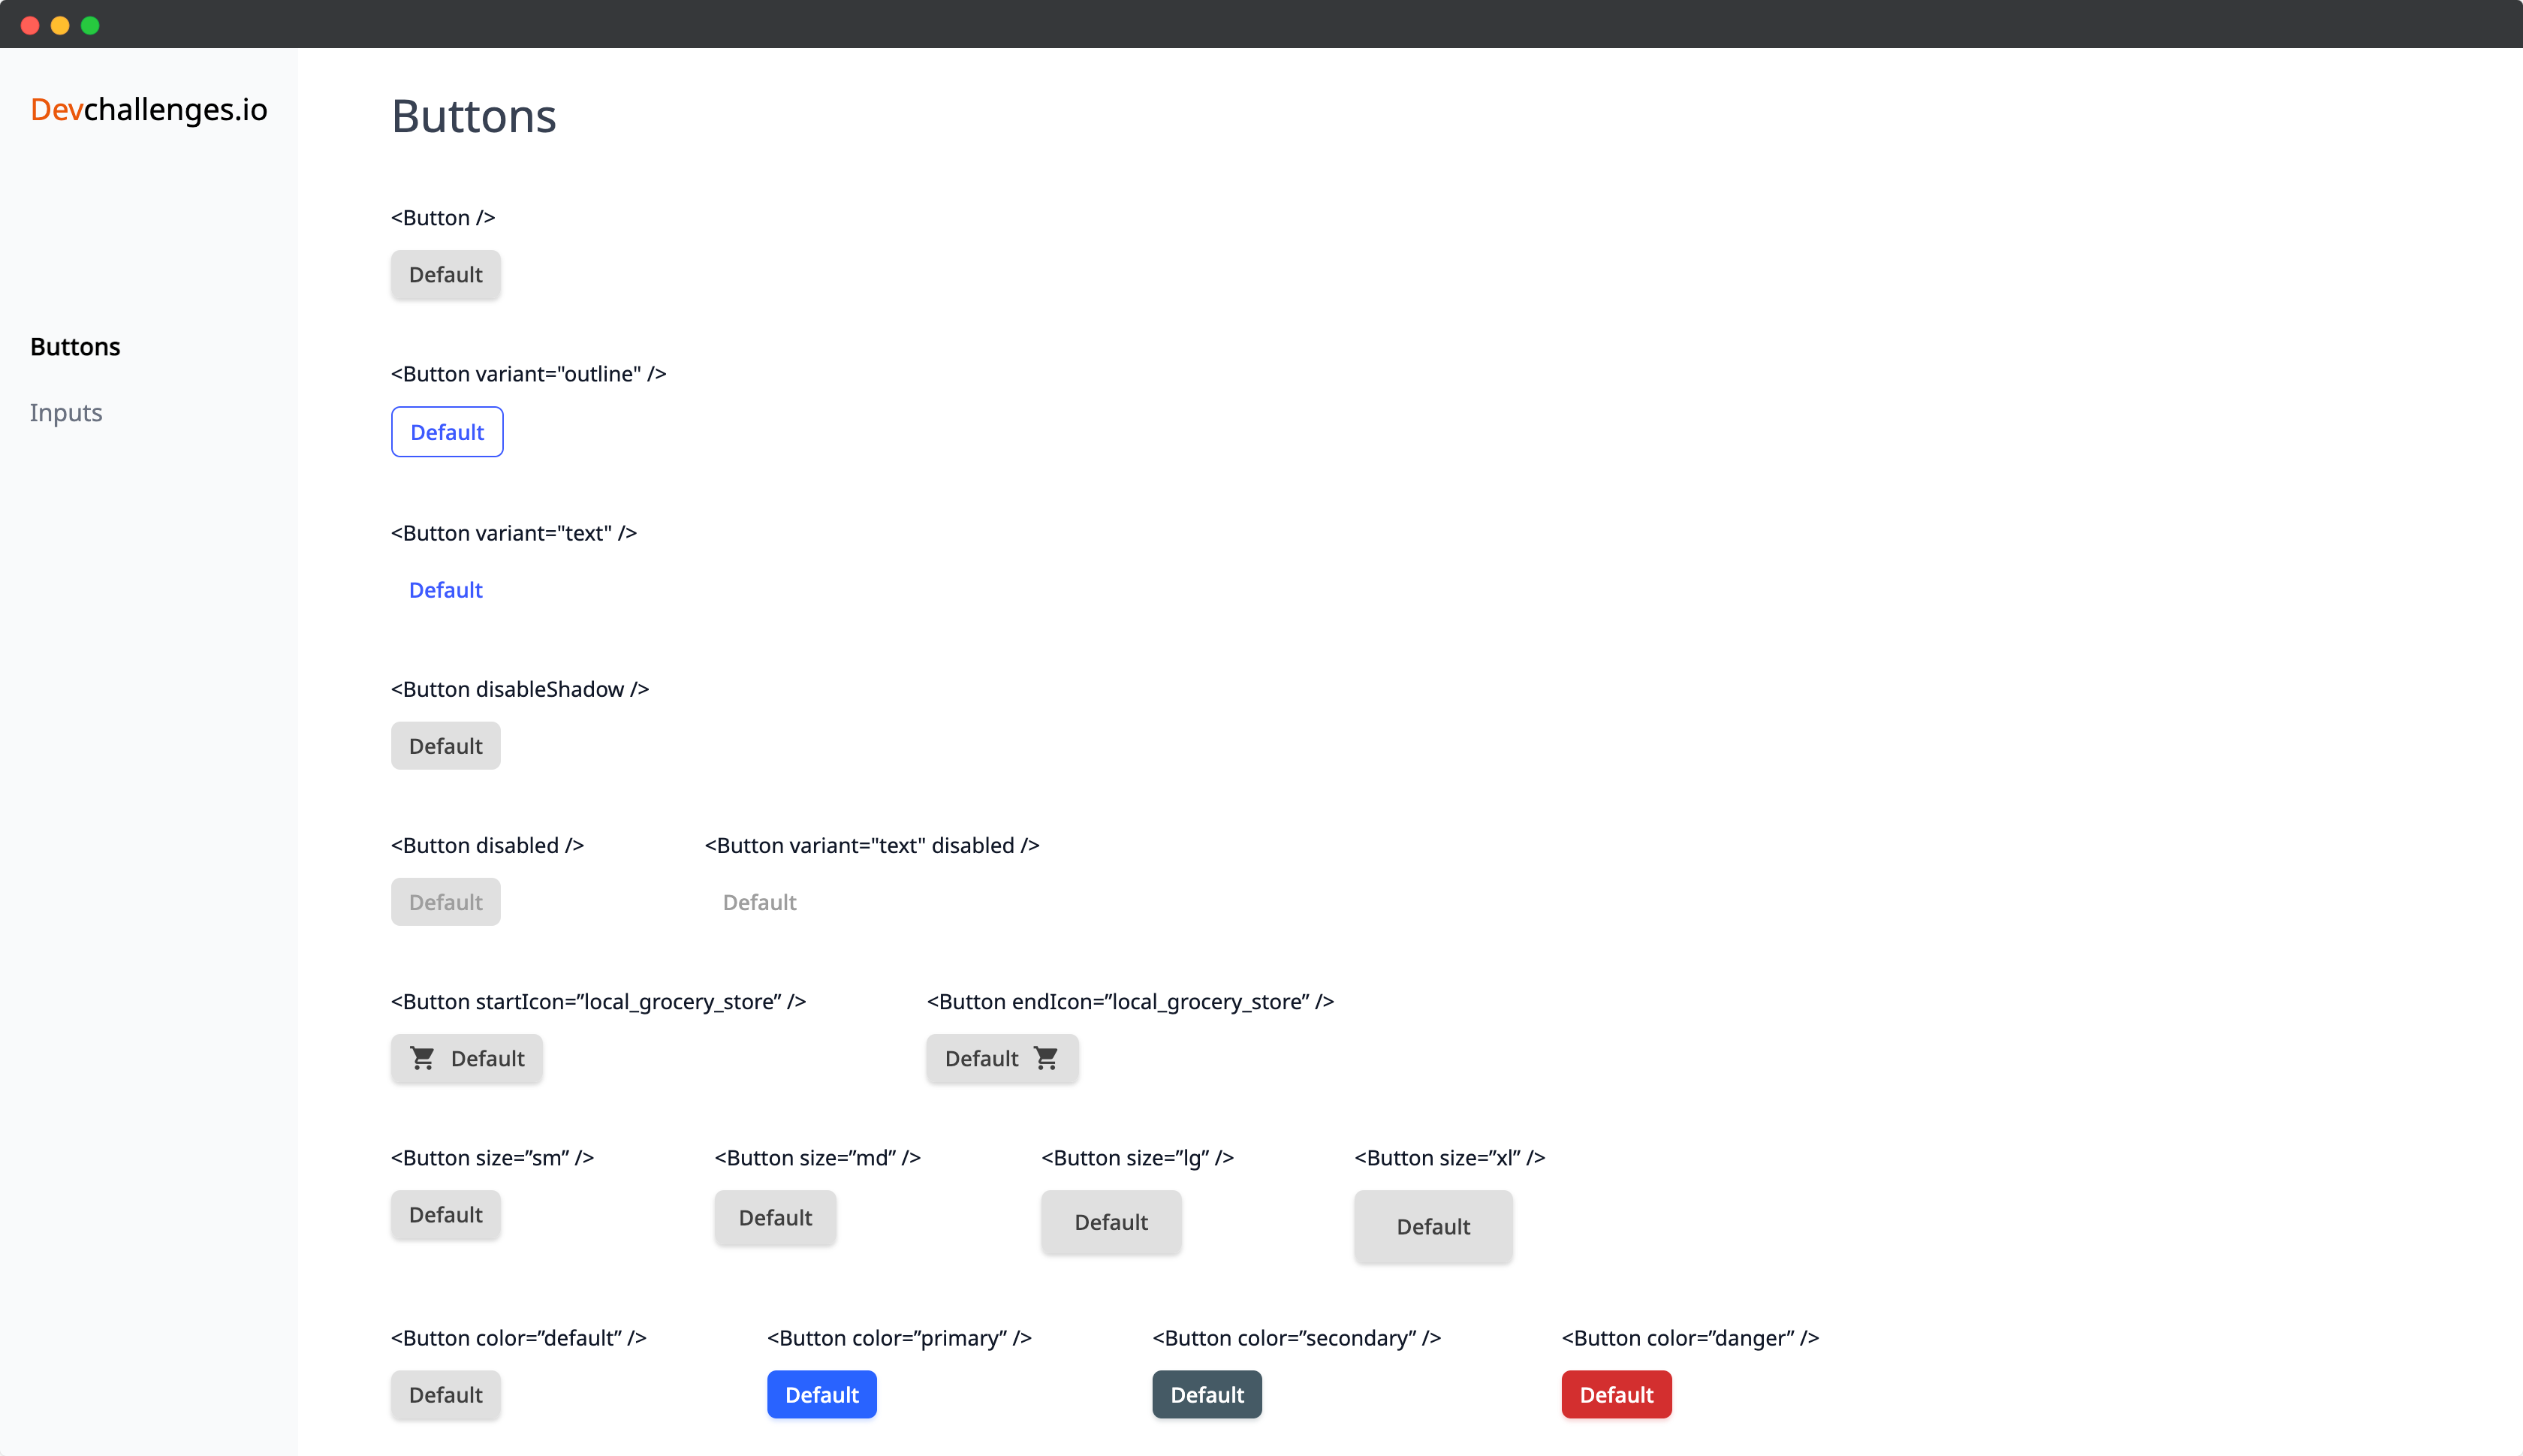 Devchallenges.io
Buttons
Inputs
Buttons
<Button />
Default
<Button variant="outline" />
Default
<Button variant="text" />
Default
<Button disableShadow />
Default
<Button disabled /> <Button variant="text" disabled />
Default Default
<Button startIcon=”local_grocery_store” /> <Button endIcon=”local_grocery_store” />
Default Default
<Button size=”sm” /> <Button size=”md” /> <Button size=”lg” /> <Button size=”xl” />
Default Default Default Default
<Button color=”default” /> <Button color=”primary” /> <Button color=”secondary” /> <Button color=”danger” />
Default Default Default Default